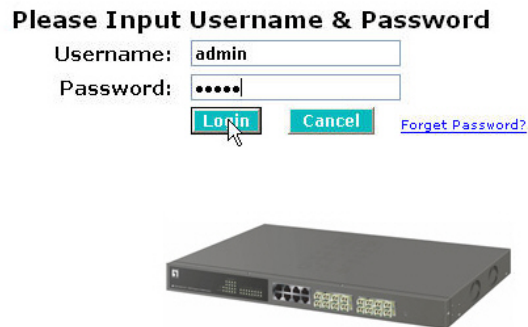 Please Input Username & Password
Username: admin
Password: •••••
Login Cancel Forget Password?